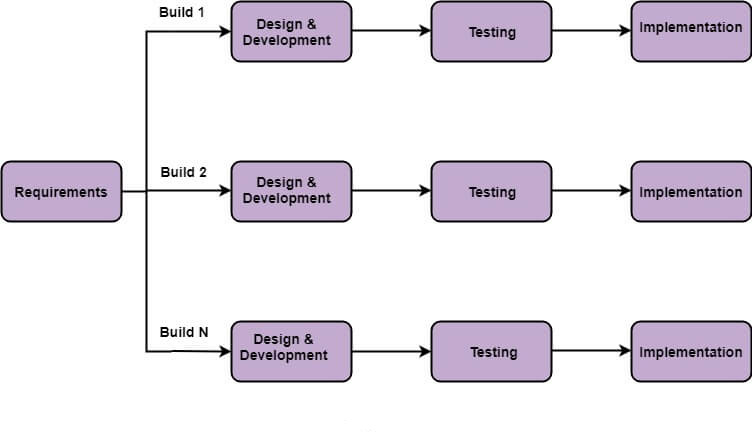 Build 1
Design &
Development
Testing
Implementation
Requirements
Build 2
Design &
Development
Testing
Implementation
Build N
Design &
Development
Testing
Implementation